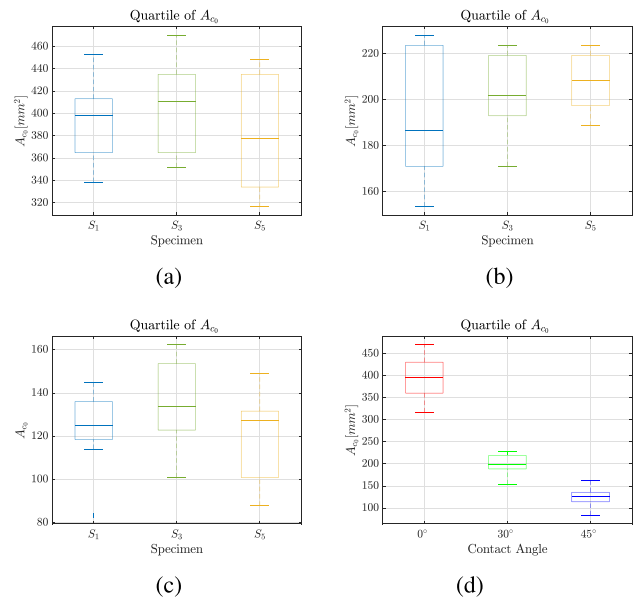 Quartile of A_{c_0}
460
440
420
400
380
360
340
320
A_{c_0}[mm^2]
S_1 S_3 S_5
Specimen
(a)
Quartile of A_{c_0}
220
200
180
160
A_{c_0}[mm^2]
S_1 S_3 S_5
Specimen
(b)
Quartile of A_{c_0}
160
140
120
100
80
A_{c_0}
S_1 S_3 S_5
Specimen
(c)
Quartile of A_{c_0}
450
400
350
300
250
200
150
100
A_{c_0}[mm^2]
0° 30° 45°
Contact Angle
(d)